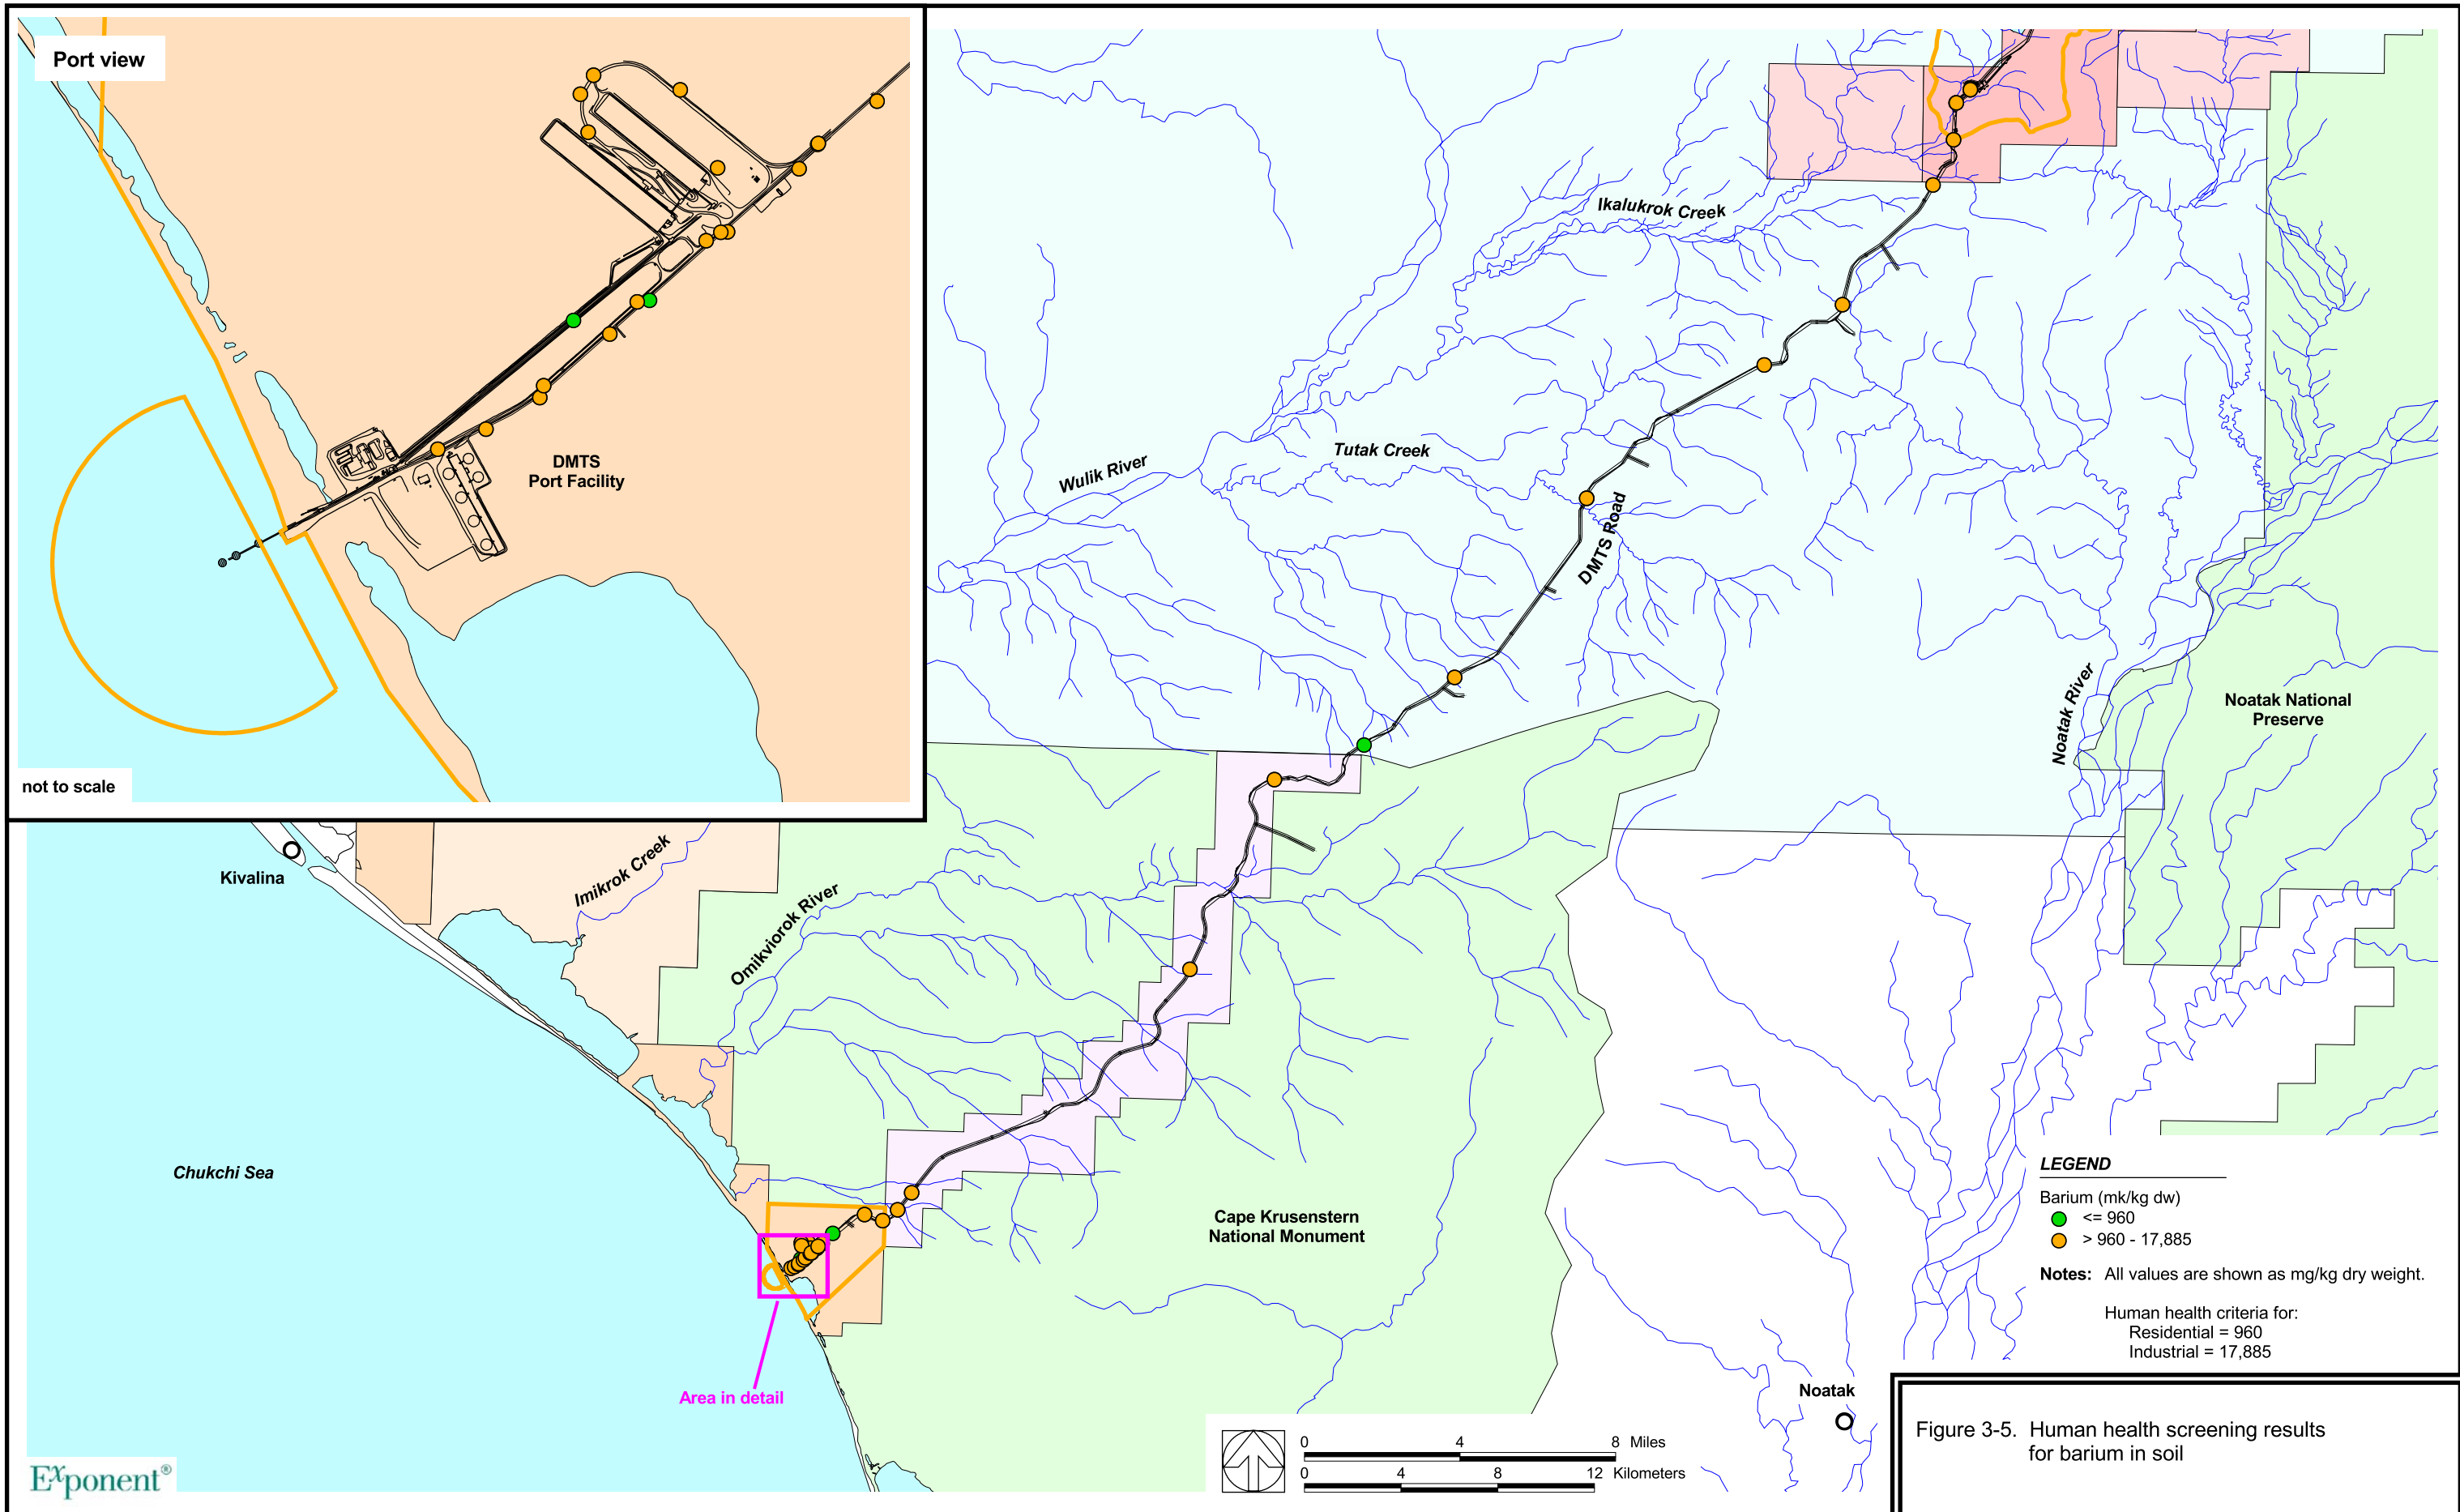 Port view
DMTS
Port Facility
not to scale
Ikalukrok Creek
Wulik River
Tutak Creek
DMTS Road
Noatak River
Noatak National
Preserve
Kivalina
Imikrok Creek
Omikviorok River
Chukchi Sea
Cape Krusenstern
National Monument
Area in detail
Noatak
LEGEND
Barium (mk/kg dw)
<= 960
> 960 - 17,885
Notes: All values are shown as mg/kg dry weight.
Human health criteria for:
Residential = 960
Industrial = 17,885
0 4 8 Miles
0 4 8 12 Kilometers
Exponent®
Figure 3-5. Human health screening results
for barium in soil